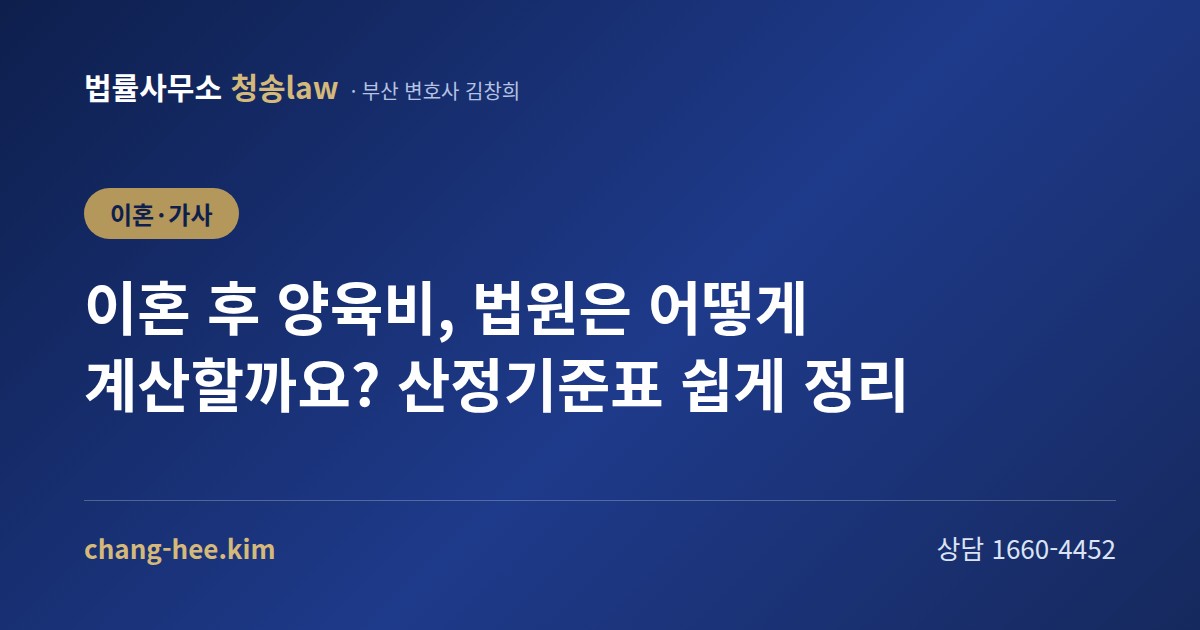 법률사무소 청송law · 부산 변호사 김창희
이혼·가사
이혼 후 양육비, 법원은 어떻게
계산할까요? 산정기준표 쉽게 정리
chang-hee.kim
상담 1660-4452